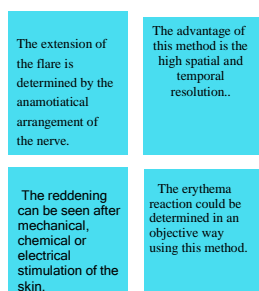 The extension of
the flare is
determined by the
anamotiatical
arrangement of
the nerve.
The advantage of
this method is the
high spatial and
temporal
resolution..
The reddening
can be seen after
mechanical,
chemical or
electrical
stimulation of the
skin.
The erythema
reaction could be
determined in an
objective way
using this method.